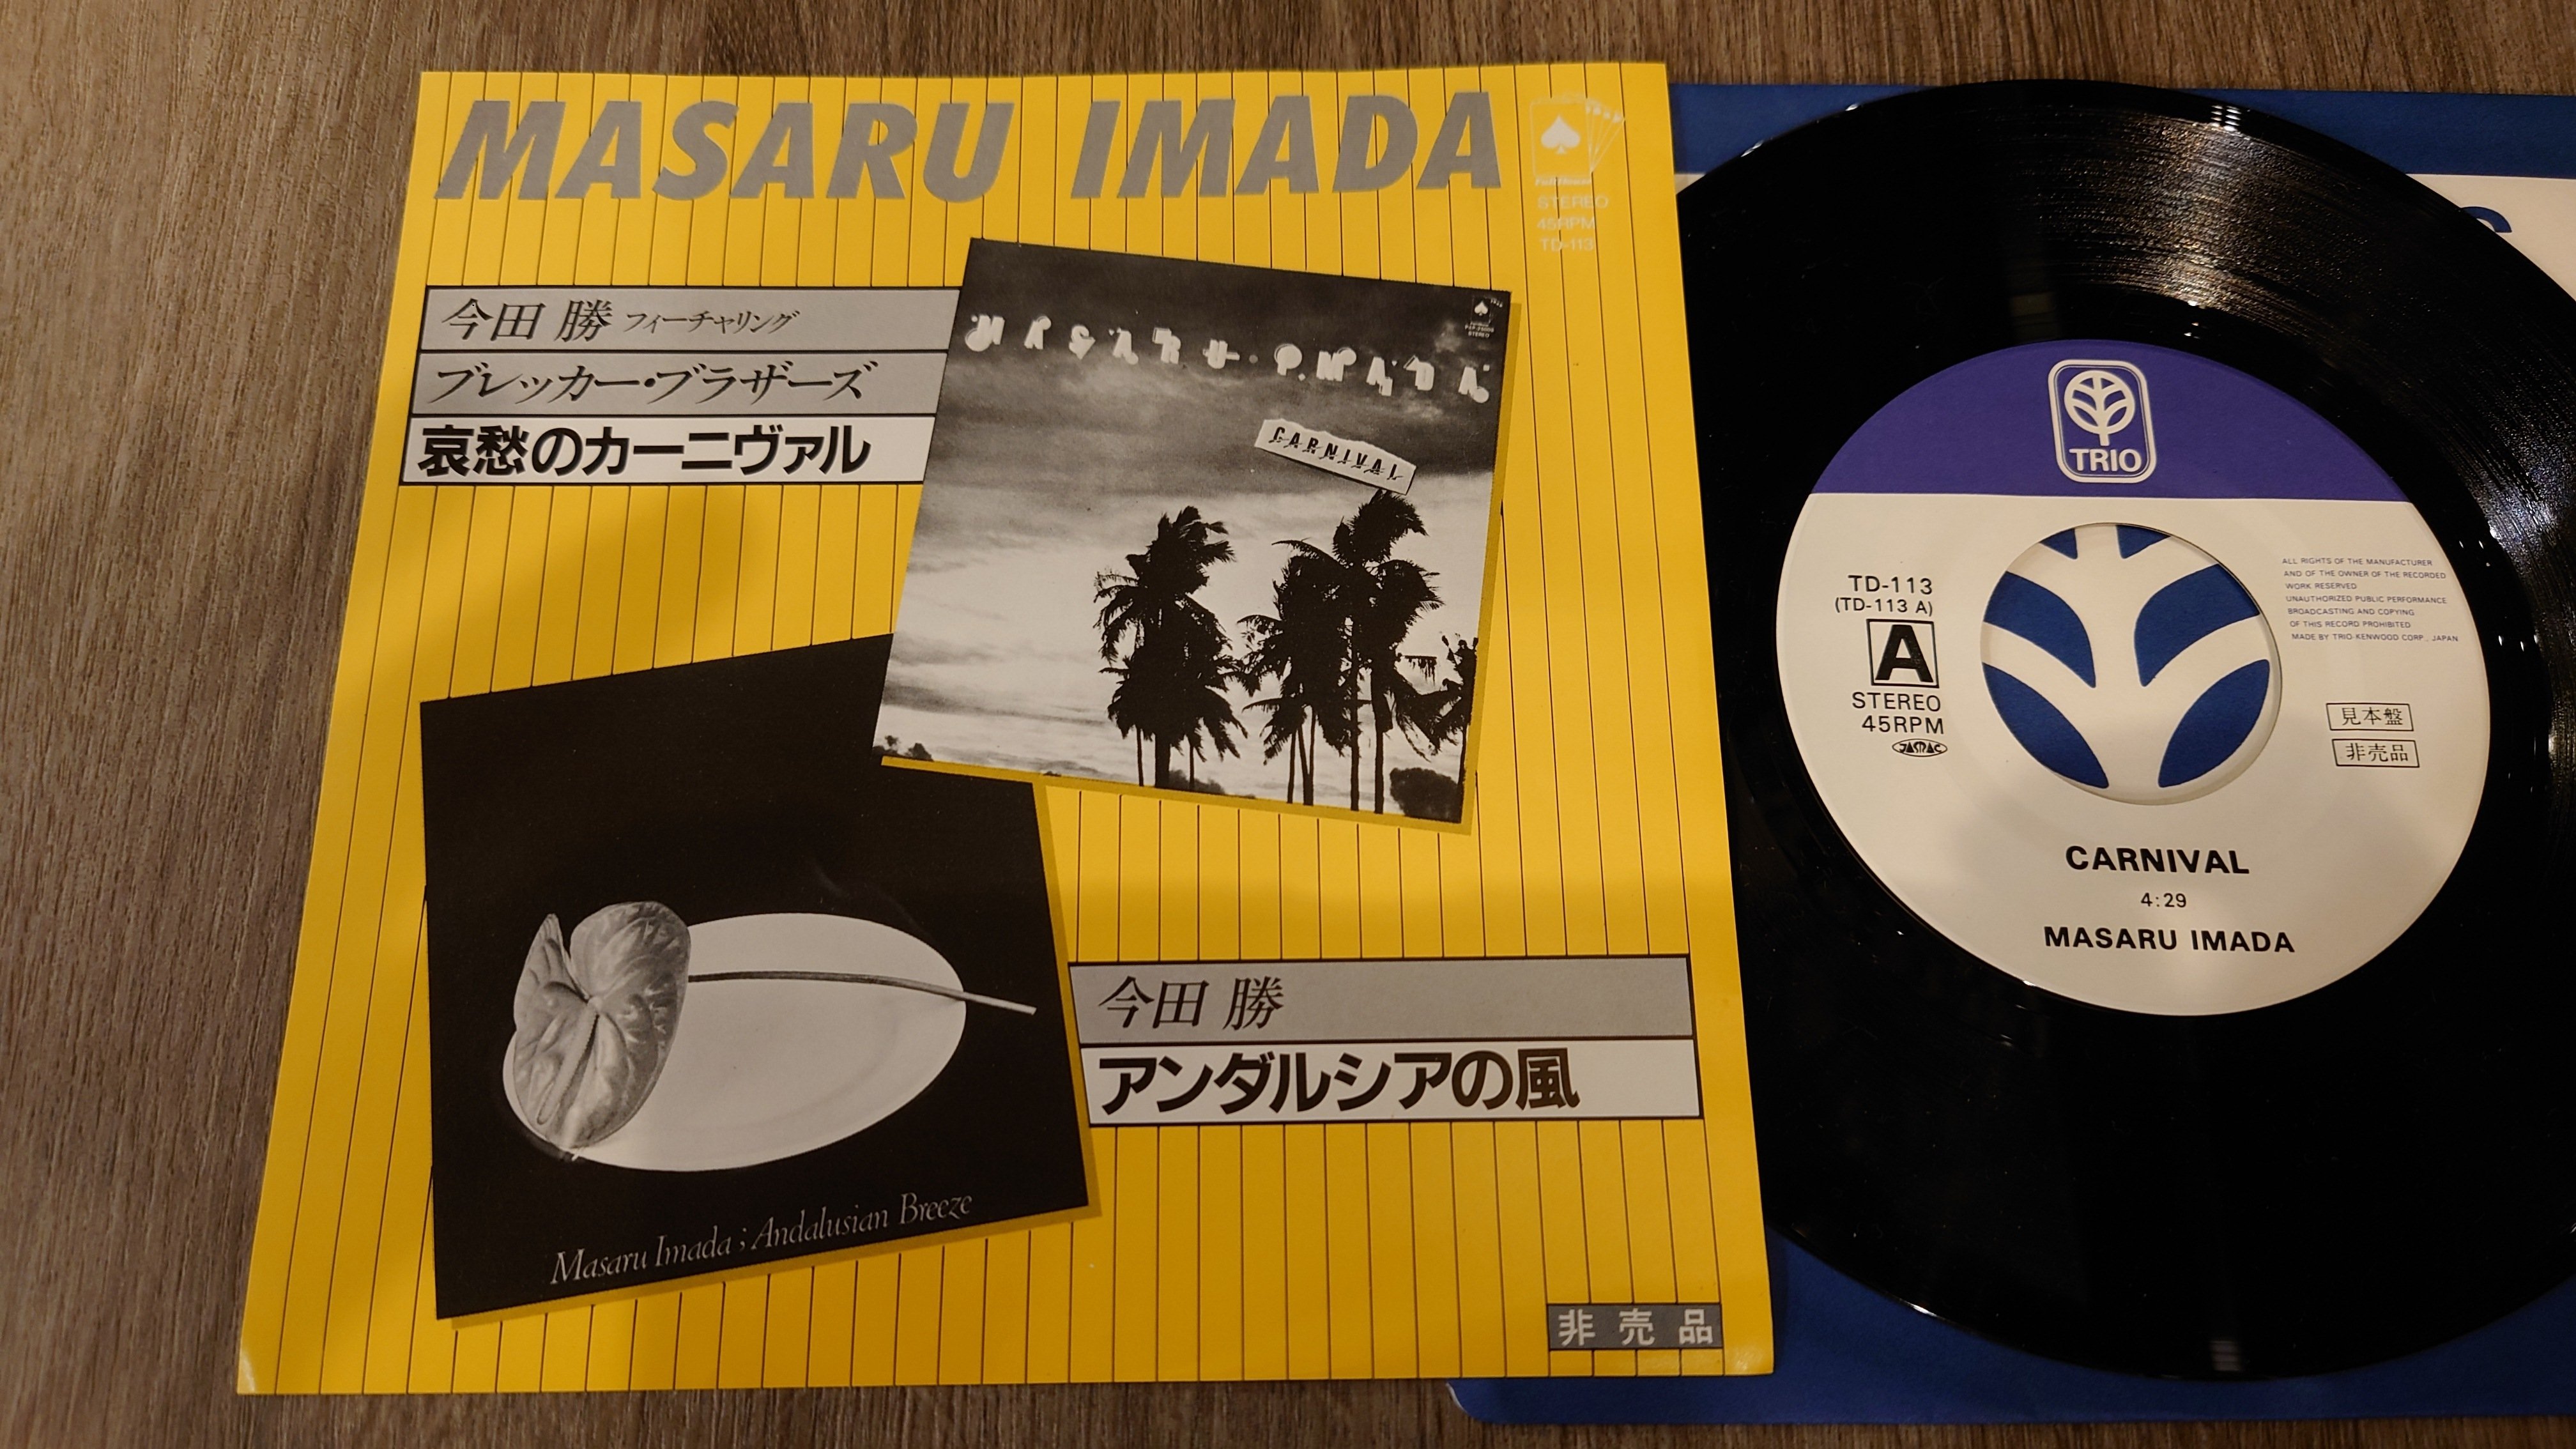 MASARU IMADA
Full House
STEREO
45RPM
TD-113
今田 勝 フィーチャリング
ブレッカー・ブラザーズ
哀愁のカーニヴァル
MASARU IMADA
CARNIVAL
今田 勝
アンダルシアの風
Masaru Imada ; Andalusian Breeze
非売品
TRIO
TD-113
(TD-113 A)
A
STEREO
45RPM
JASRAC
ALL RIGHTS OF THE MANUFACTURER
AND OF THE OWNER OF THE RECORDED
WORK RESERVED
UNAUTHORIZED PUBLIC PERFORMANCE
BROADCASTING AND COPYING
OF THIS RECORD PROHIBITED
MADE BY TRIO-KENWOOD CORP., JAPAN
見本盤
非売品
CARNIVAL
4:29
MASARU IMADA